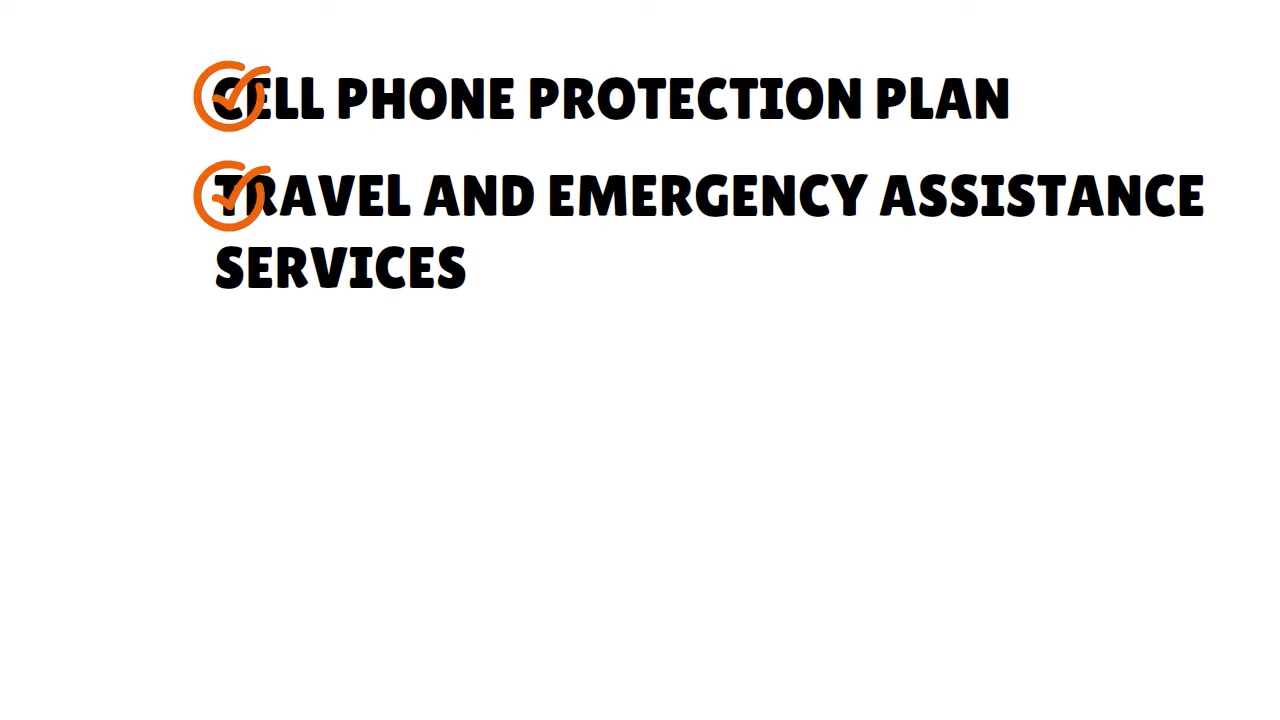 CELL PHONE PROTECTION PLAN
TRAVEL AND EMERGENCY ASSISTANCE
SERVICES